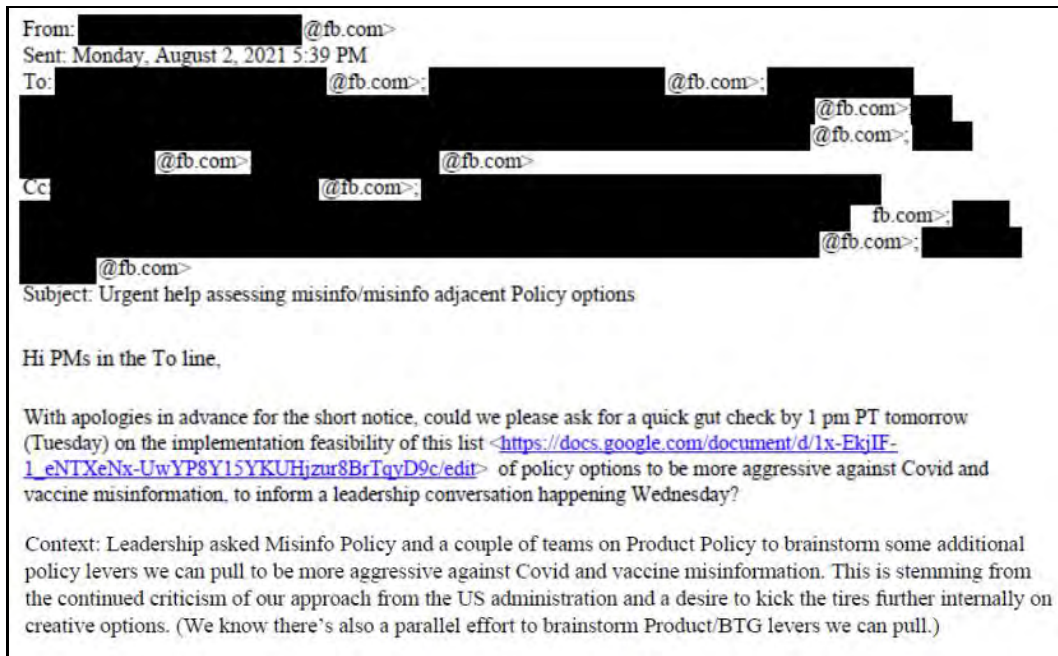 From: @fb.com>
Sent: Monday, August 2, 2021 5:39 PM
To: @fb.com>; @fb.com>;
@fb.com>;
@fb.com>;
@fb.com> @fb.com>
Cc: @fb.com>;
fb.com>;
@fb.com>;
@fb.com>
Subject: Urgent help assessing misinfo/misinfo adjacent Policy options
Hi PMs in the To line,
With apologies in advance for the short notice, could we please ask for a quick gut check by 1 pm PT tomorrow
(Tuesday) on the implementation feasibility of this list <https://docs.google.com/document/d/1x-EkjIF-
1_eNTXeNx-UwYP8Y15YKUHjzur8BrTqyD9c/edit> of policy options to be more aggressive against Covid and
vaccine misinformation, to inform a leadership conversation happening Wednesday?
Context: Leadership asked Misinfo Policy and a couple of teams on Product Policy to brainstorm some additional
policy levers we can pull to be more aggressive against Covid and vaccine misinformation. This is stemming from
the continued criticism of our approach from the US administration and a desire to kick the tires further internally on
creative options. (We know there's also a parallel effort to brainstorm Product/BTG levers we can pull.)